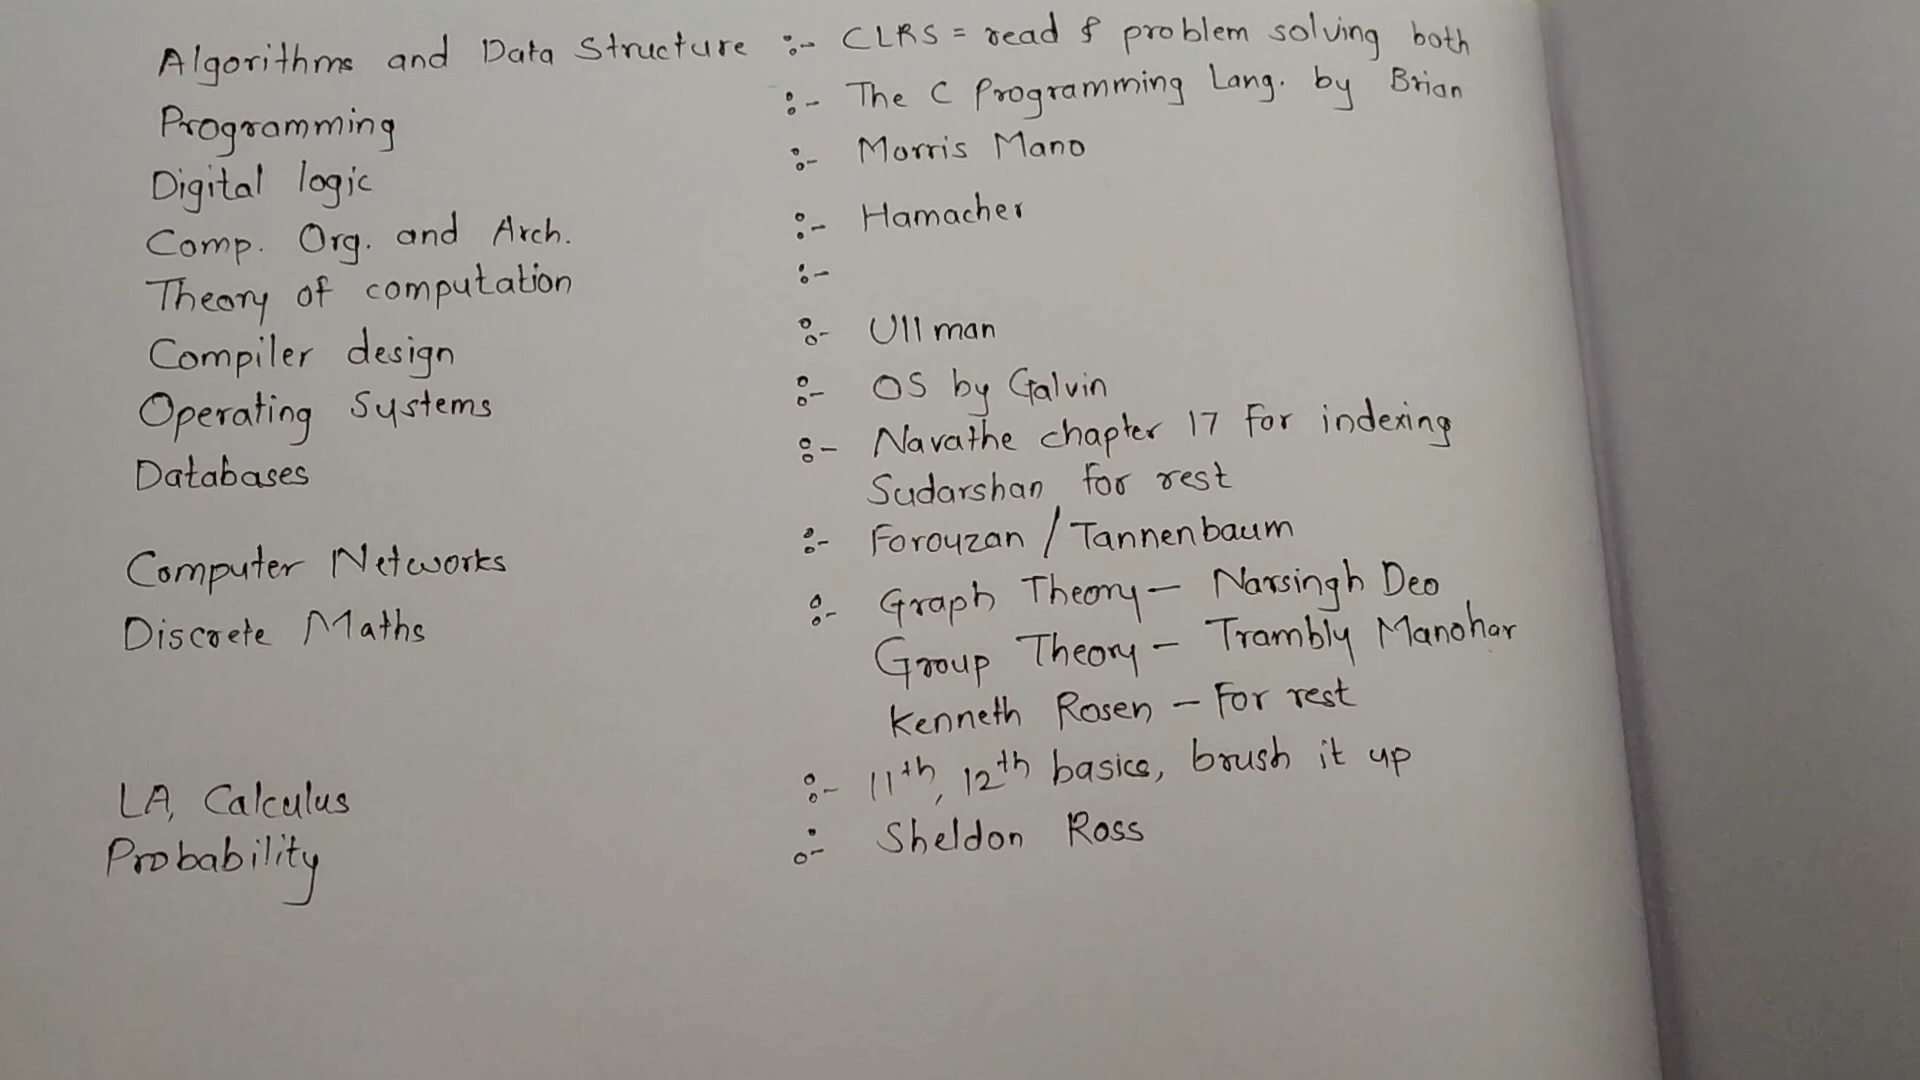 Algorithms and Data Structure :- CLRS = read & problem solving both
Programming :- The C Programming Lang. by Brian
Digital logic :- Morris Mano
Comp. Org. and Arch. :- Hamacher
Theory of computation :-
Compiler design :- Ullman
Operating Systems :- OS by Galvin
Databases :- Navathe chapter 17 for indexing
Sudarshan for rest
Computer Networks :- Forouzan / Tannenbaum
Discrete Maths :- Graph Theory - Narsingh Deo
Group Theory - Trambly Manohar
Kenneth Rosen - For rest
LA, Calculus :- 11th, 12th basics, brush it up
Probability :- Sheldon Ross